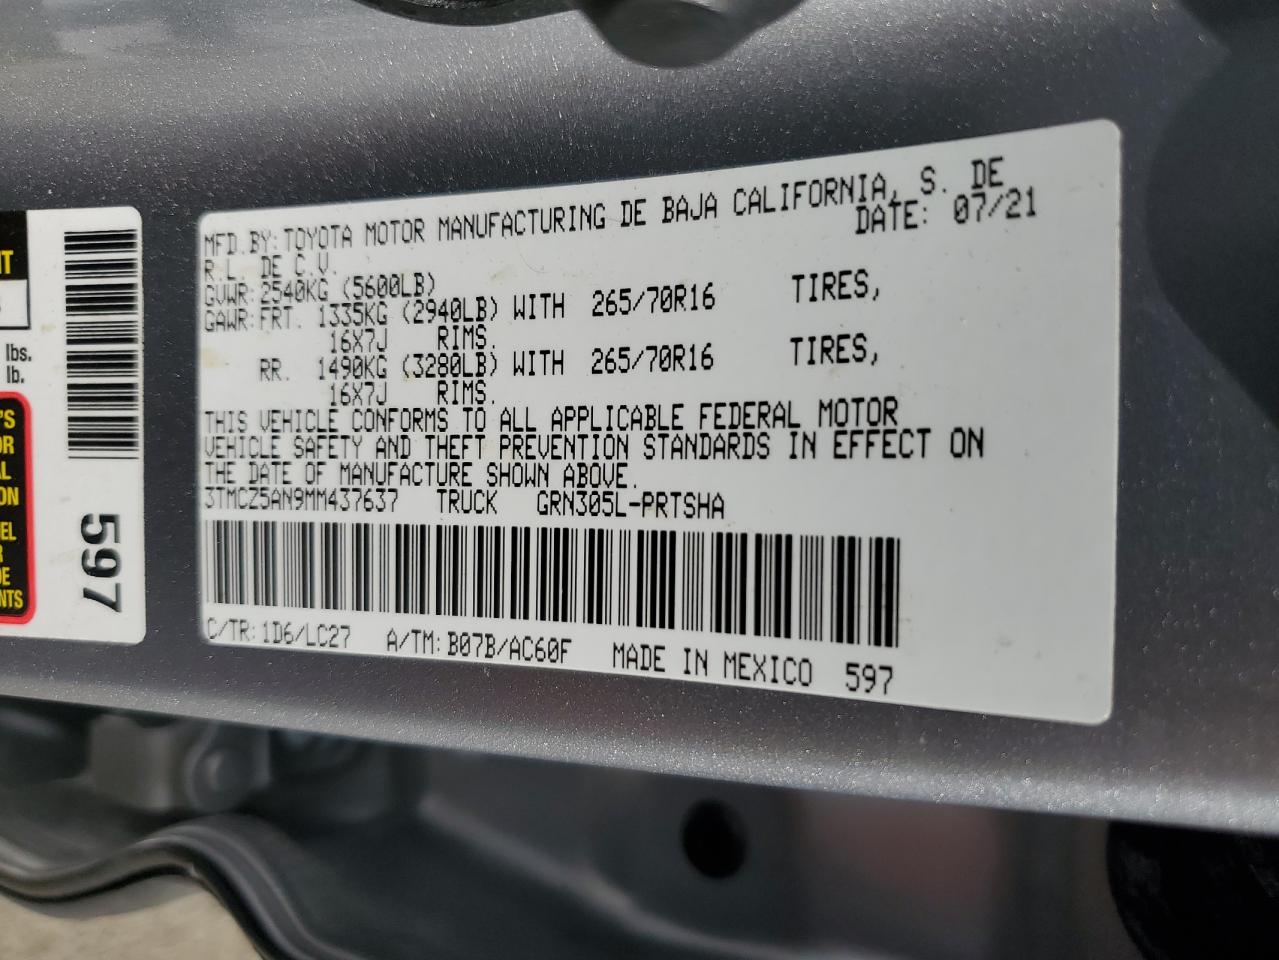 MFD.BY:TOYOTA MOTOR MANUFACTURING DE BAJA CALIFORNIA, S. DE
R.L. DE C.V. DATE: 07/21
GVWR:2540KG (5600LB)
GAWR:FRT. 1335KG (2940LB) WITH 265/70R16 TIRES,
16X7J RIMS.
RR. 1490KG (3280LB) WITH 265/70R16 TIRES,
16X7J RIMS.
THIS VEHICLE CONFORMS TO ALL APPLICABLE FEDERAL MOTOR
VEHICLE SAFETY AND THEFT PREVENTION STANDARDS IN EFFECT ON
THE DATE OF MANUFACTURE SHOWN ABOVE.
3TMCZ5AN9MM437637 TRUCK GRN305L-PRTSHA
C/TR:1D6/LC27 A/TM:B07B/AC60F MADE IN MEXICO 597
lbs.
lb.
597